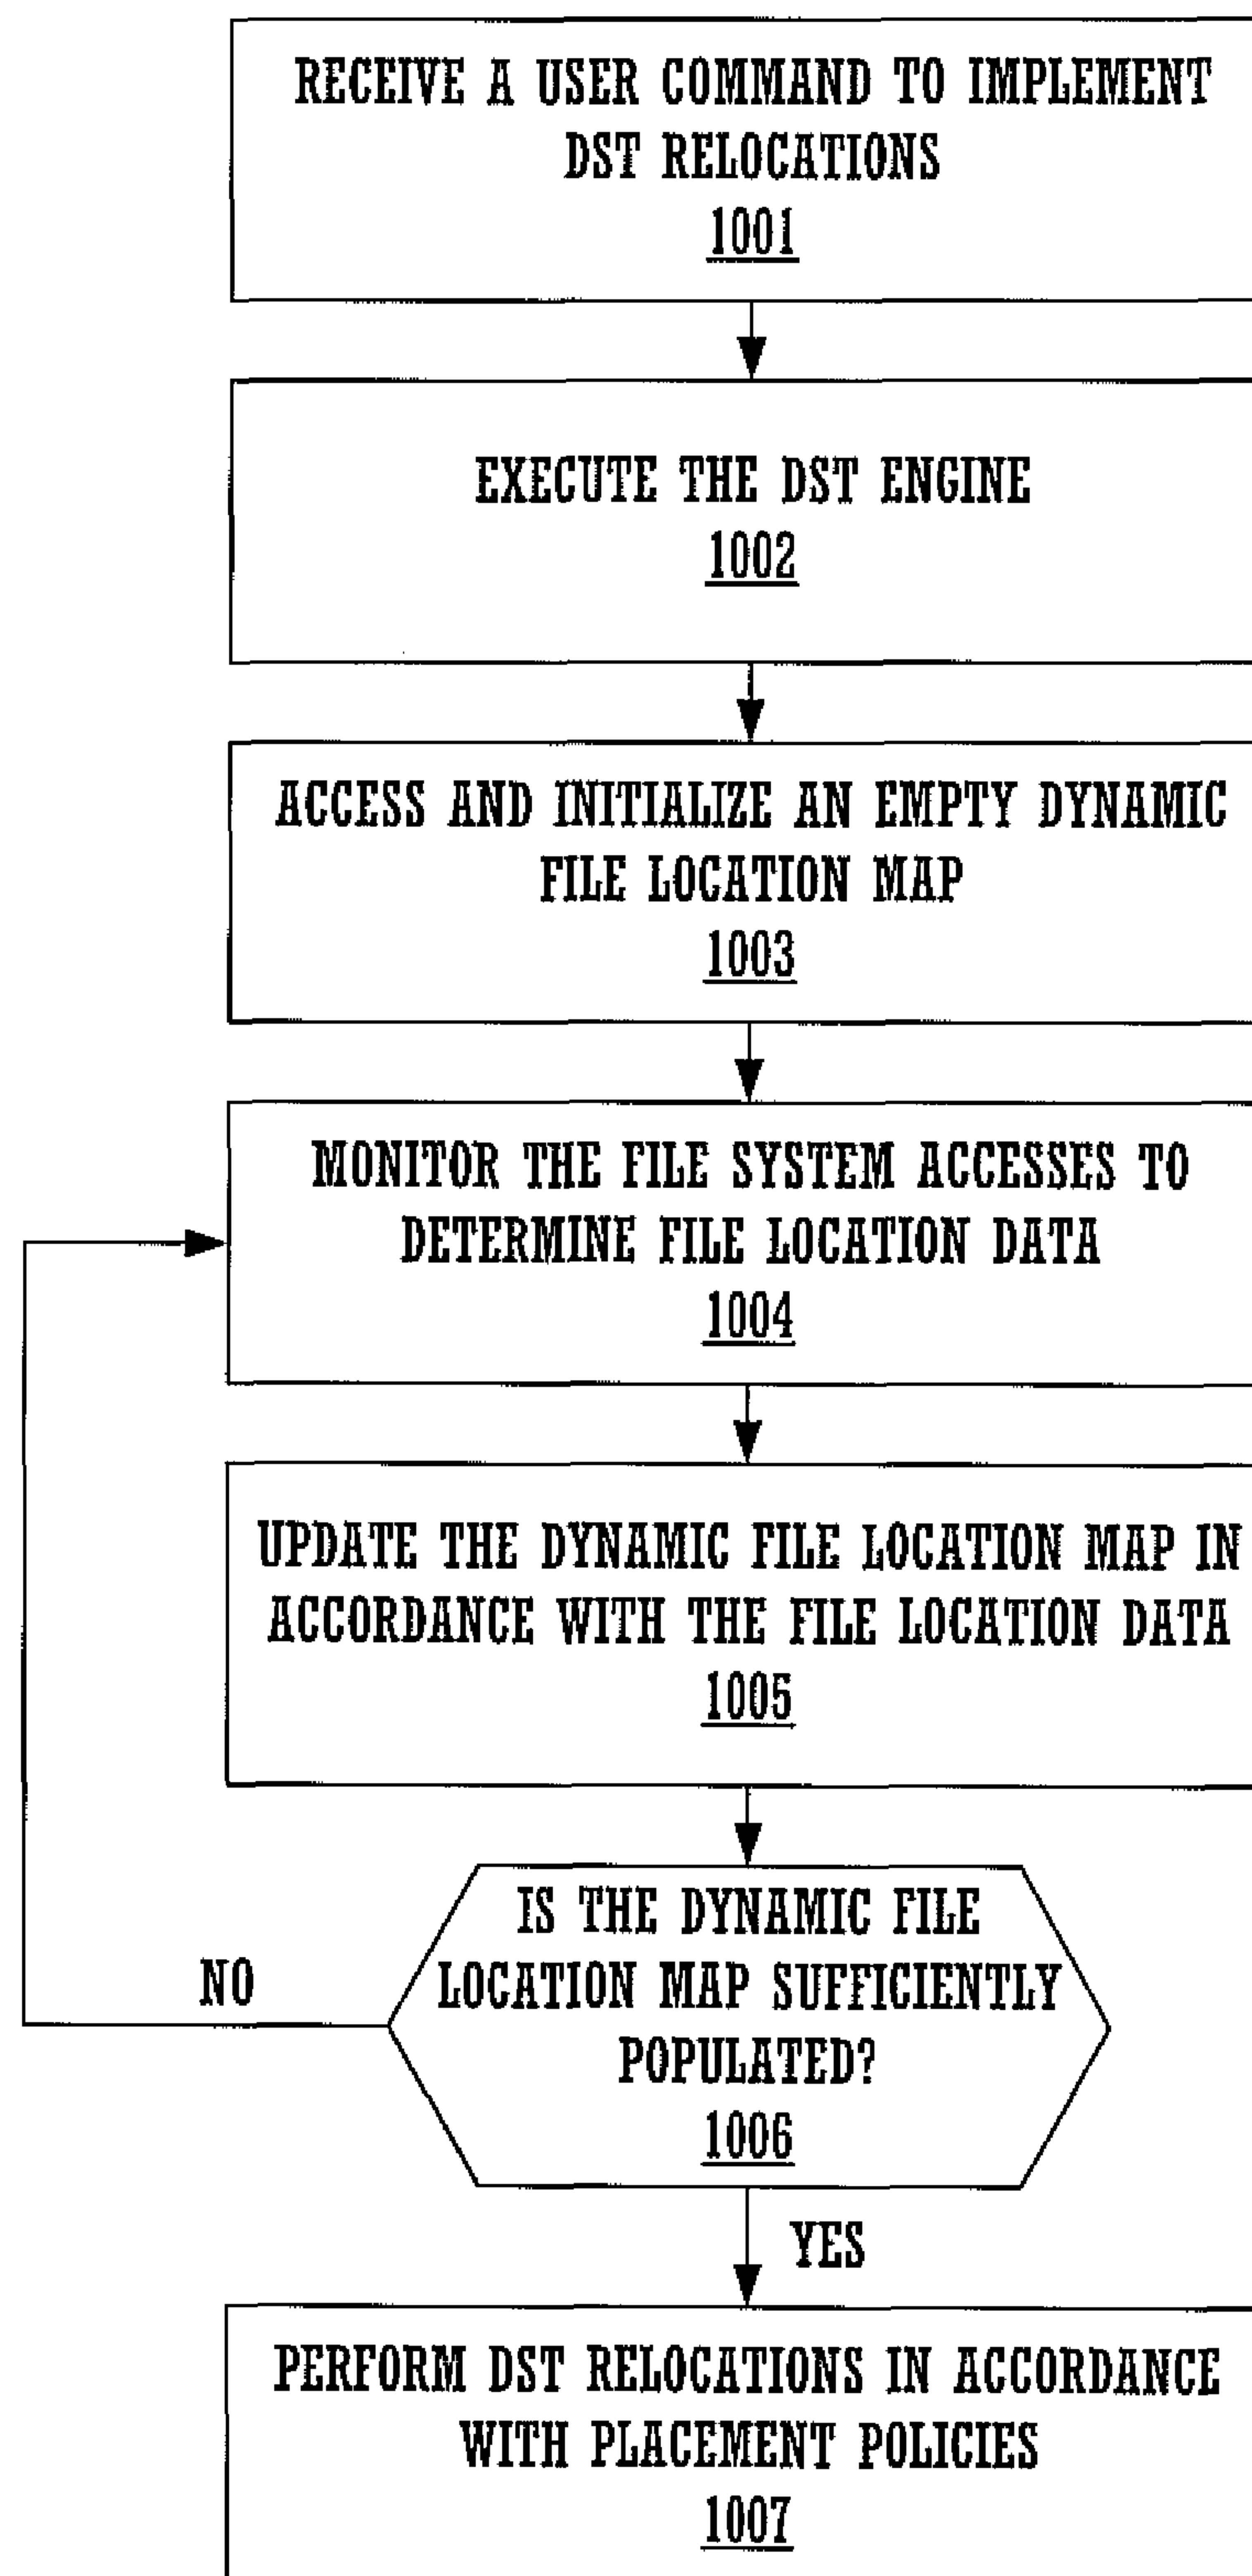 RECEIVE A USER COMMAND TO IMPLEMENT
DST RELOCATIONS
1001
EXECUTE THE DST ENGINE
1002
ACCESS AND INITIALIZE AN EMPTY DYNAMIC
FILE LOCATION MAP
1003
MONITOR THE FILE SYSTEM ACCESSES TO
DETERMINE FILE LOCATION DATA
1004
UPDATE THE DYNAMIC FILE LOCATION MAP IN
ACCORDANCE WITH THE FILE LOCATION DATA
1005
IS THE DYNAMIC FILE
LOCATION MAP SUFFICIENTLY
POPULATED?
1006
NO
YES
PERFORM DST RELOCATIONS IN ACCORDANCE
WITH PLACEMENT POLICIES
1007